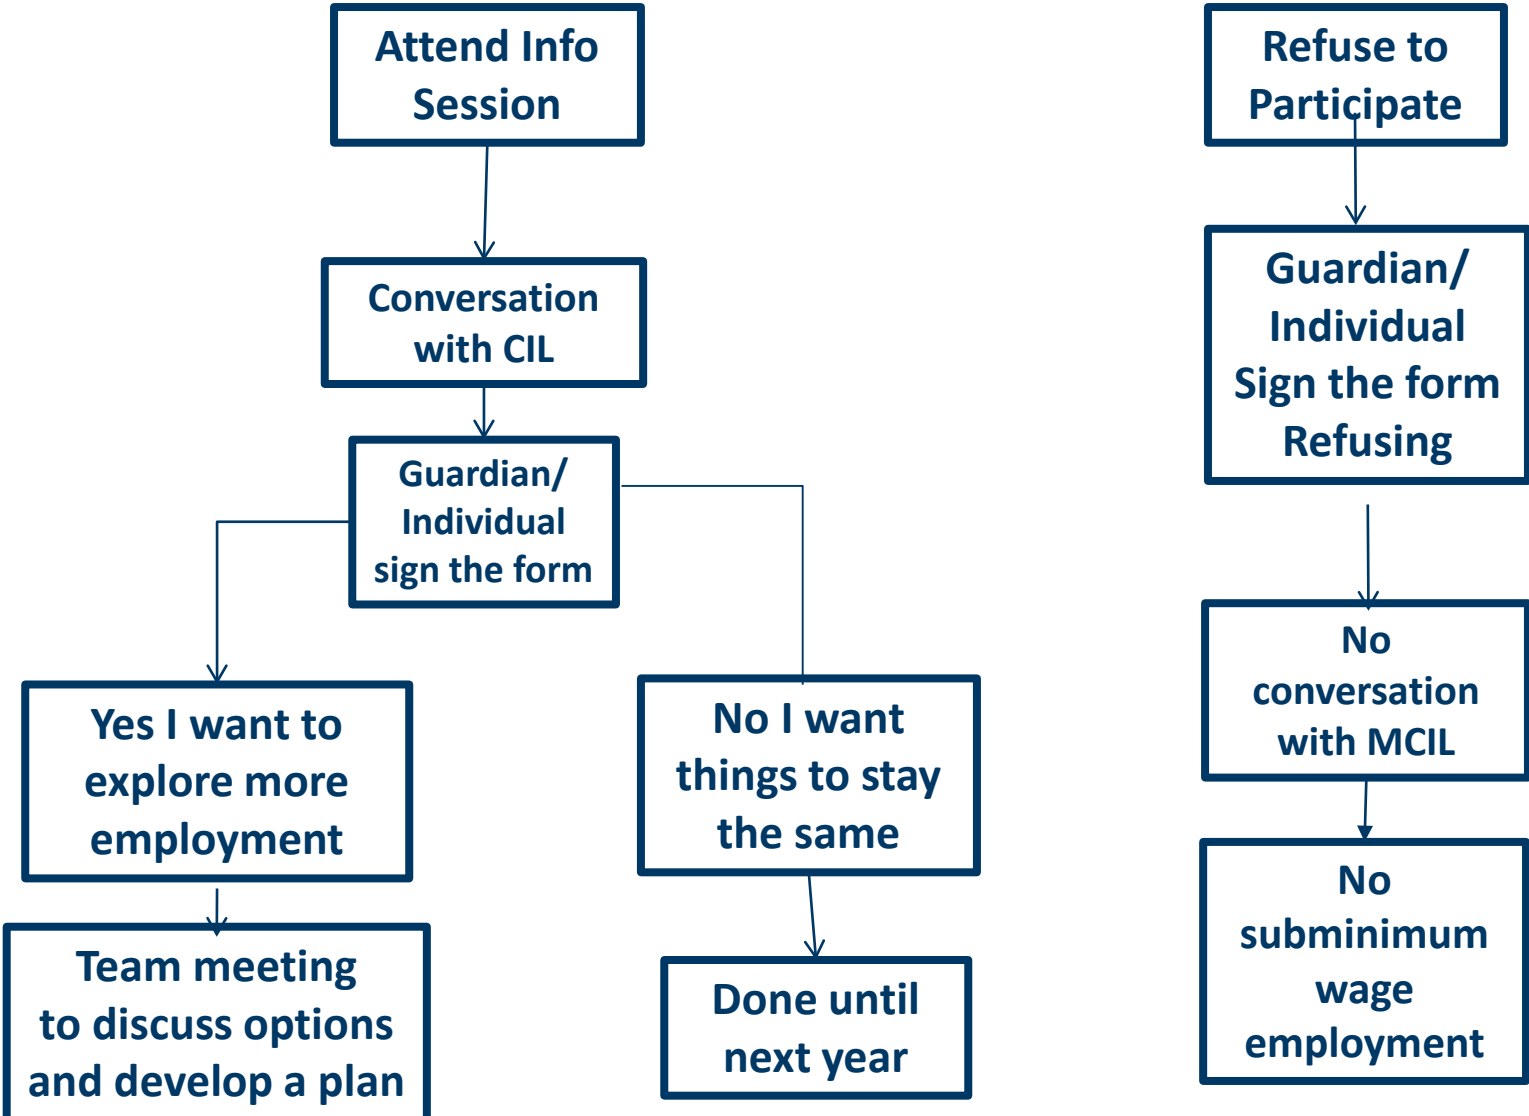 Attend Info
Session
Conversation
with CIL
Guardian/
Individual
sign the form
Yes I want to
explore more
employment
Team meeting
to discuss options
and develop a plan
No I want
things to stay
the same
Done until
next year
Refuse to
Participate
Guardian/
Individual
Sign the form
Refusing
No
conversation
with MCIL
No
subminimum
wage
employment